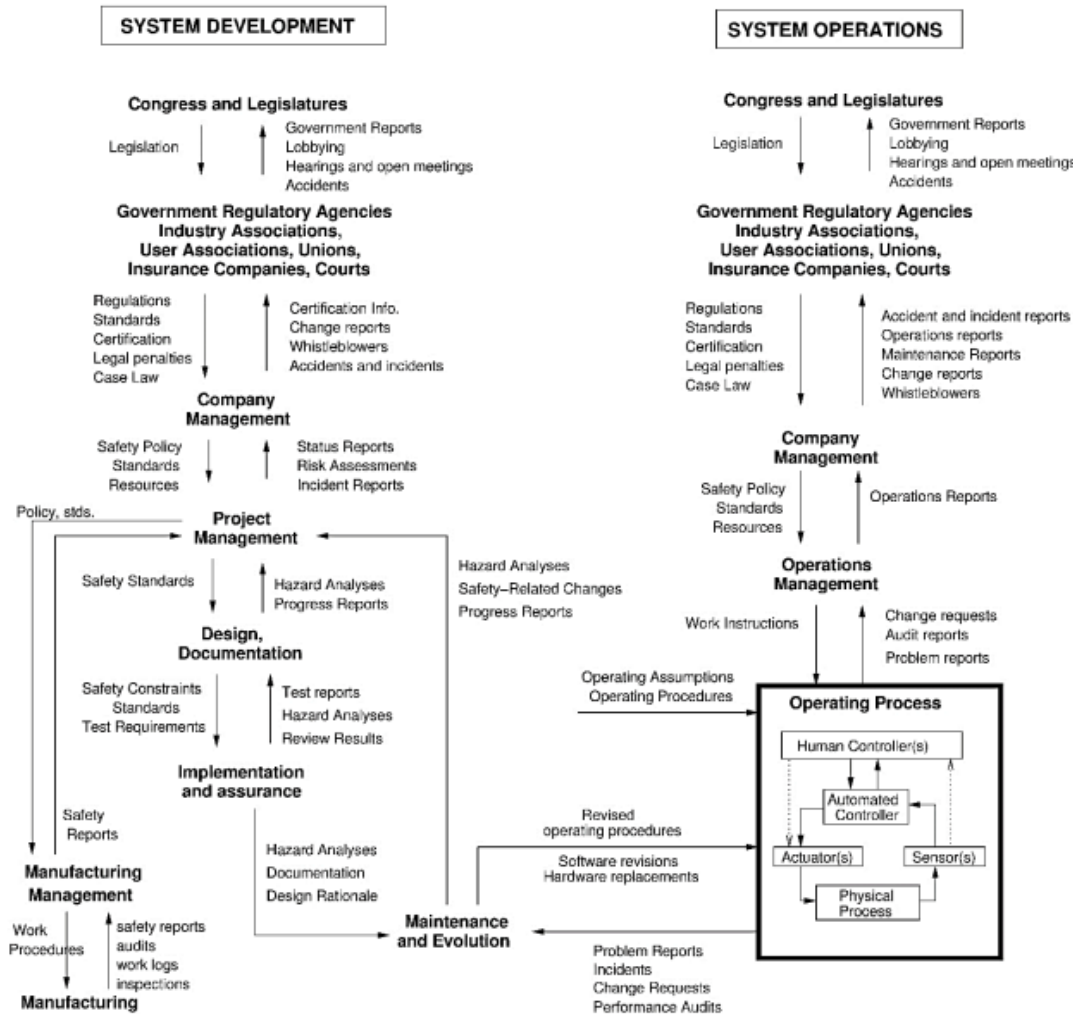 SYSTEM DEVELOPMENT
Congress and Legislatures
Legislation
Government Reports
Lobbying
Hearings and open meetings
Accidents
Government Regulatory Agencies
Industry Associations,
User Associations, Unions,
Insurance Companies, Courts
Regulations
Standards
Certification
Legal penalties
Case Law
Certification Info.
Change reports
Whistleblowers
Accidents and incidents
Company
Management
Safety Policy
Standards
Resources
Status Reports
Risk Assessments
Incident Reports
Policy, stds.
Project
Management
Safety Standards
Hazard Analyses
Progress Reports
Hazard Analyses
Safety-Related Changes
Progress Reports
Design,
Documentation
Safety Constraints
Standards
Test Requirements
Test reports
Hazard Analyses
Review Results
Implementation
and assurance
Safety
Reports
Hazard Analyses
Documentation
Design Rationale
Manufacturing
Management
Work
Procedures
safety reports
audits
work logs
inspections
Manufacturing
Maintenance
and Evolution
SYSTEM OPERATIONS
Congress and Legislatures
Legislation
Government Reports
Lobbying
Hearings and open meetings
Accidents
Government Regulatory Agencies
Industry Associations,
User Associations, Unions,
Insurance Companies, Courts
Regulations
Standards
Certification
Legal penalties
Case Law
Accident and incident reports
Operations reports
Maintenance Reports
Change reports
Whistleblowers
Company
Management
Safety Policy
Standards
Resources
Operations Reports
Operations
Management
Work Instructions
Change requests
Audit reports
Problem reports
Operating Assumptions
Operating Procedures
Operating Process
Human Controller(s)
Automated
Controller
Actuator(s)
Sensor(s)
Physical
Process
Revised
operating procedures
Software revisions
Hardware replacements
Problem Reports
Incidents
Change Requests
Performance Audits